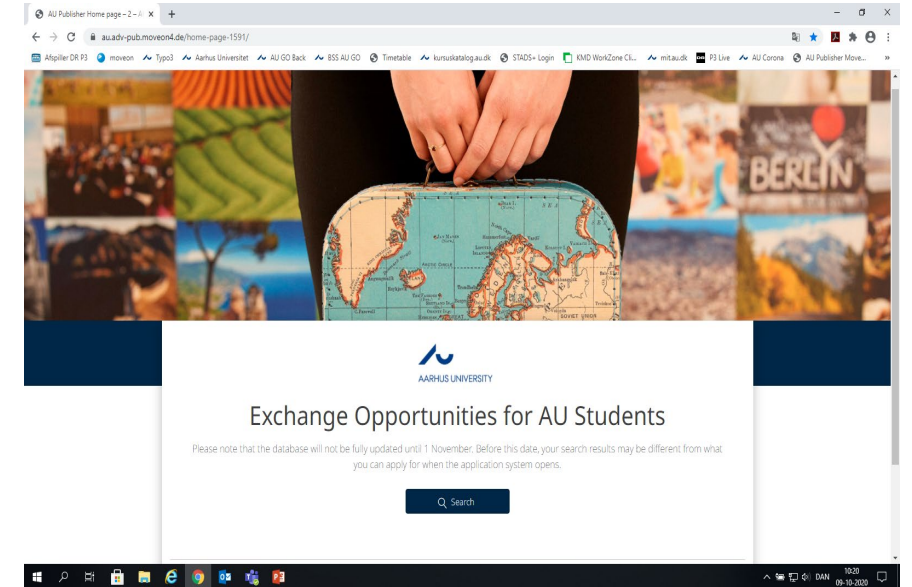 AU Publisher Home page – 2 – A
au.adv-pub.moveon4.de/home-page-1591/
Afspiller DR P3 moveon Typo3 Aarhus Universitet AU GO Back BSS AU GO Timetable kursuskatalog.au.dk STADS+ Login KMD WorkZone Cli... mit.au.dk P3 Live AU Corona AU Publisher Move... »
BERLIN
ARCTIC CIRCLE
SOVIET UNION
AARHUS UNIVERSITY
Exchange Opportunities for AU Students
Please note that the database will not be fully updated until 1 November. Before this date, your search results may be different from what
you can apply for when the application system opens.
Search
DAN
10:20
09-10-2020